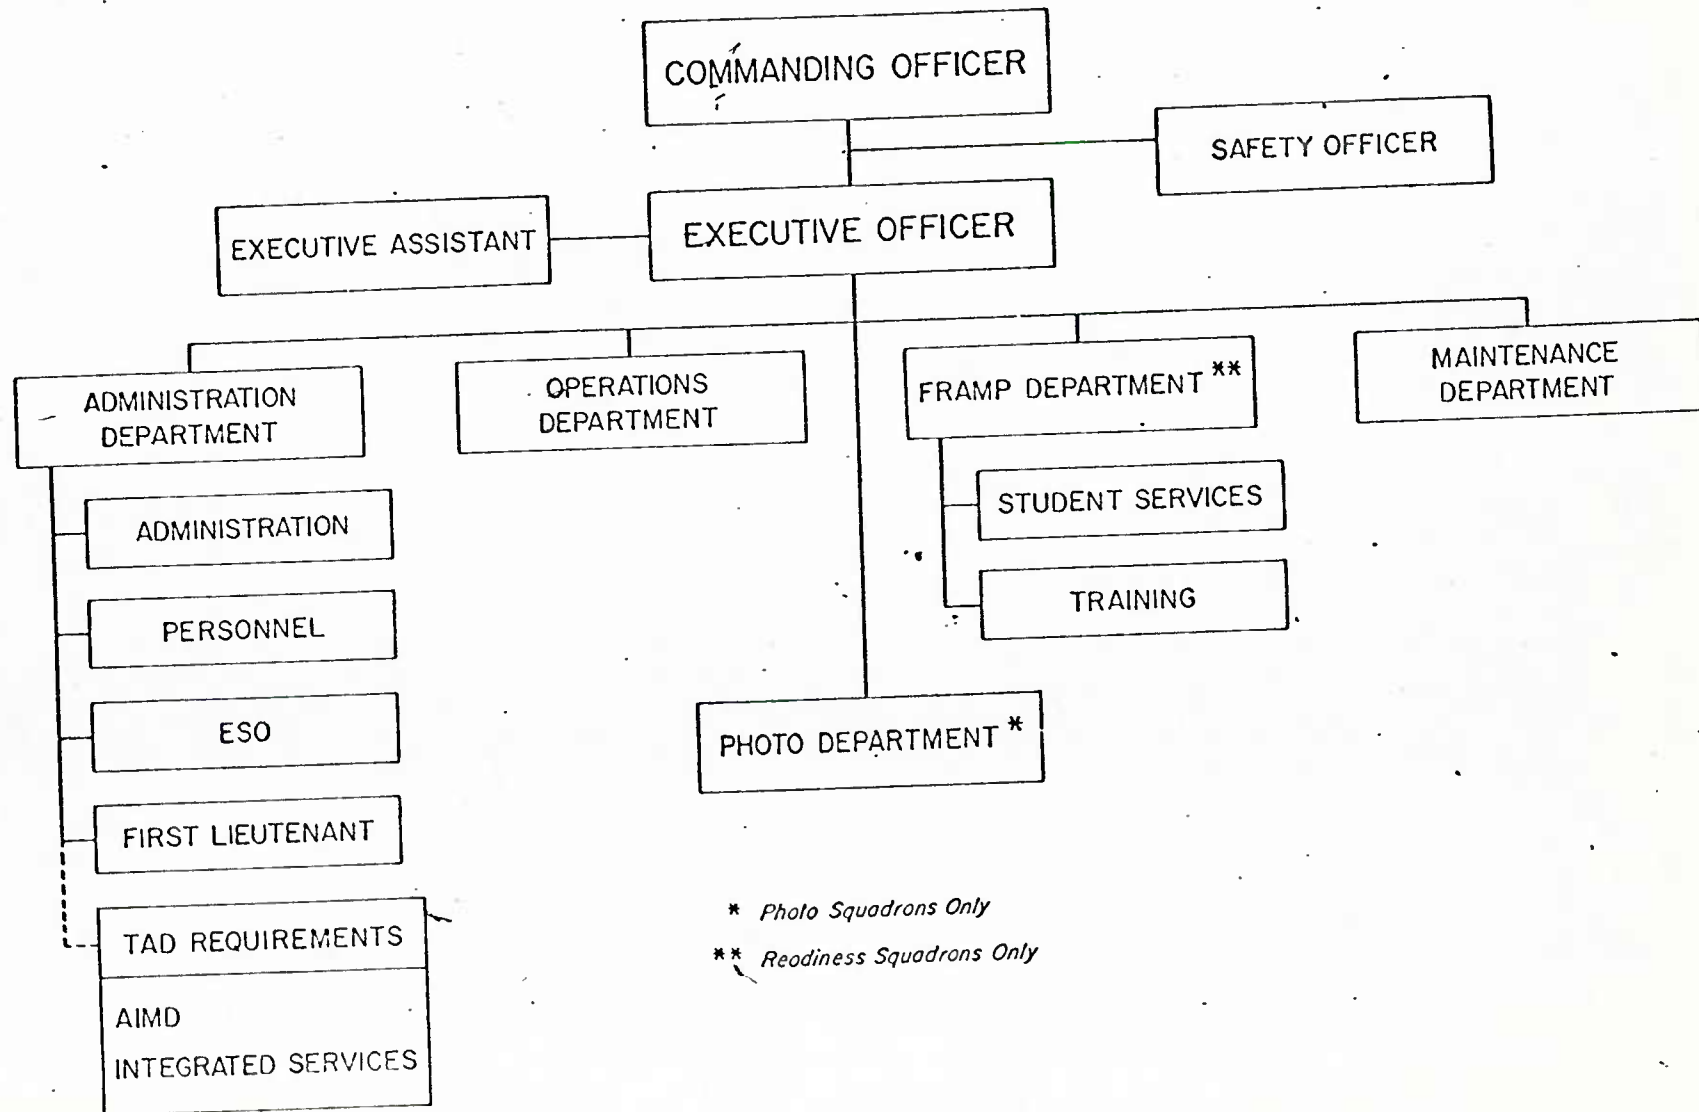 COMMANDING OFFICER
SAFETY OFFICER
EXECUTIVE ASSISTANT
EXECUTIVE OFFICER
ADMINISTRATION
DEPARTMENT
OPERATIONS
DEPARTMENT
FRAMP DEPARTMENT **
MAINTENANCE
DEPARTMENT
ADMINISTRATION
PERSONNEL
ESO
FIRST LIEUTENANT
TAD REQUIREMENTS
AIMD
INTEGRATED SERVICES
STUDENT SERVICES
TRAINING
PHOTO DEPARTMENT *
* Photo Squadrons Only
** Readiness Squadrons Only